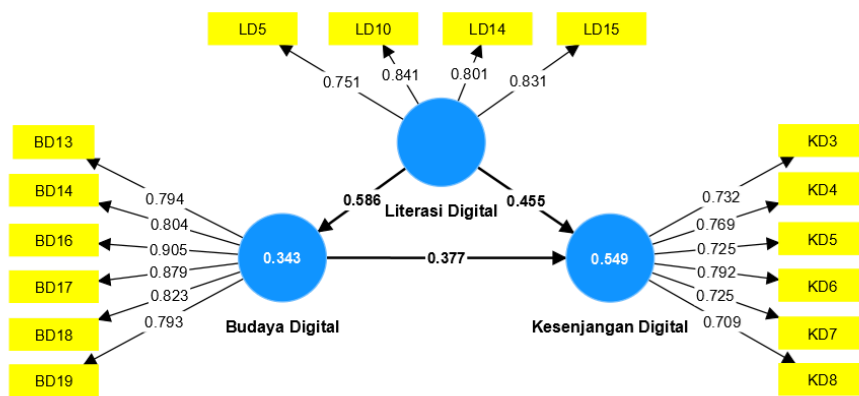 LD5 LD10 LD14 LD15
0.751 0.841 0.801 0.831
BD13
BD14
BD16
BD17
BD18
BD19
0.794
0.804
0.905
0.879
0.823
0.793
0.343
Budaya Digital
0.586
Literasi Digital
0.455
0.377
0.549
Kesenjangan Digital
0.732
0.769
0.725
0.792
0.725
0.709
KD3
KD4
KD5
KD6
KD7
KD8